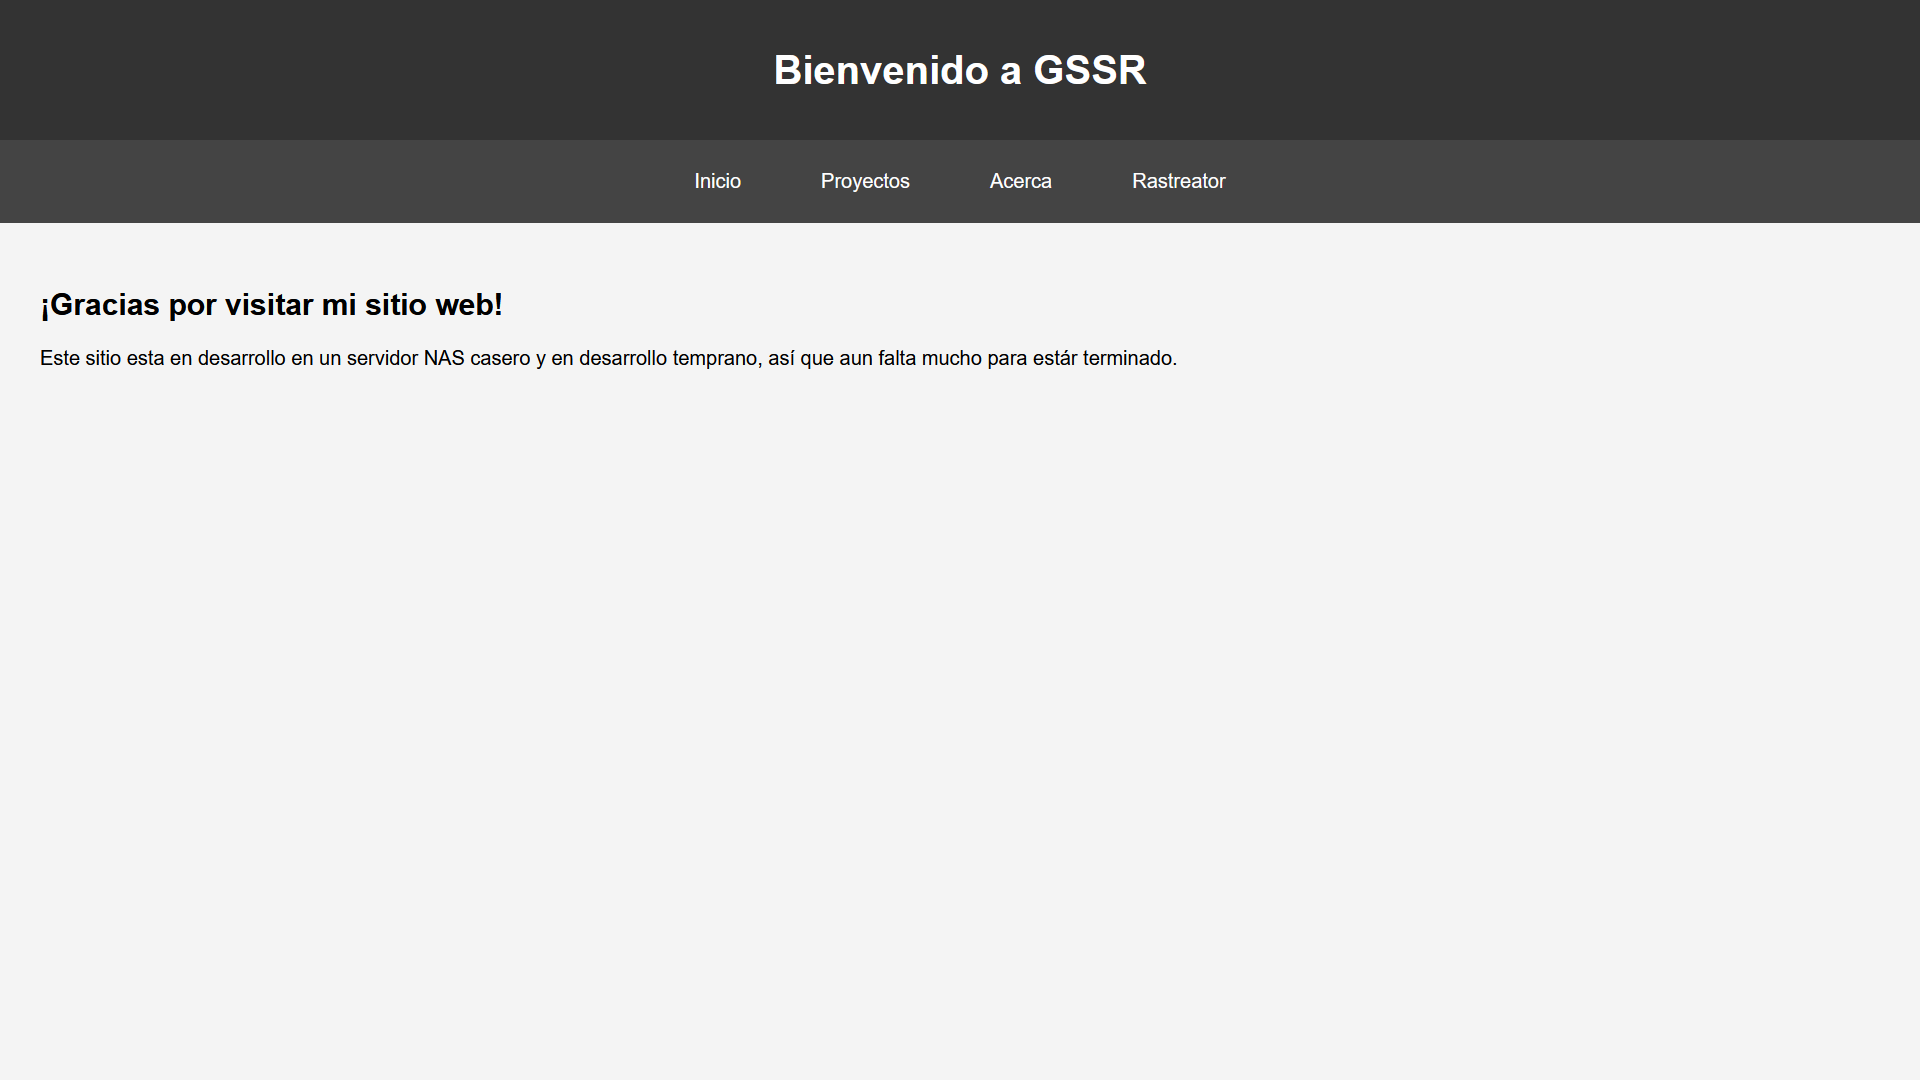 Bienvenido a GSSR
Inicio Proyectos Acerca Rastreator
¡Gracias por visitar mi sitio web!
Este sitio esta en desarrollo en un servidor NAS casero y en desarrollo temprano, así que aun falta mucho para estár terminado.